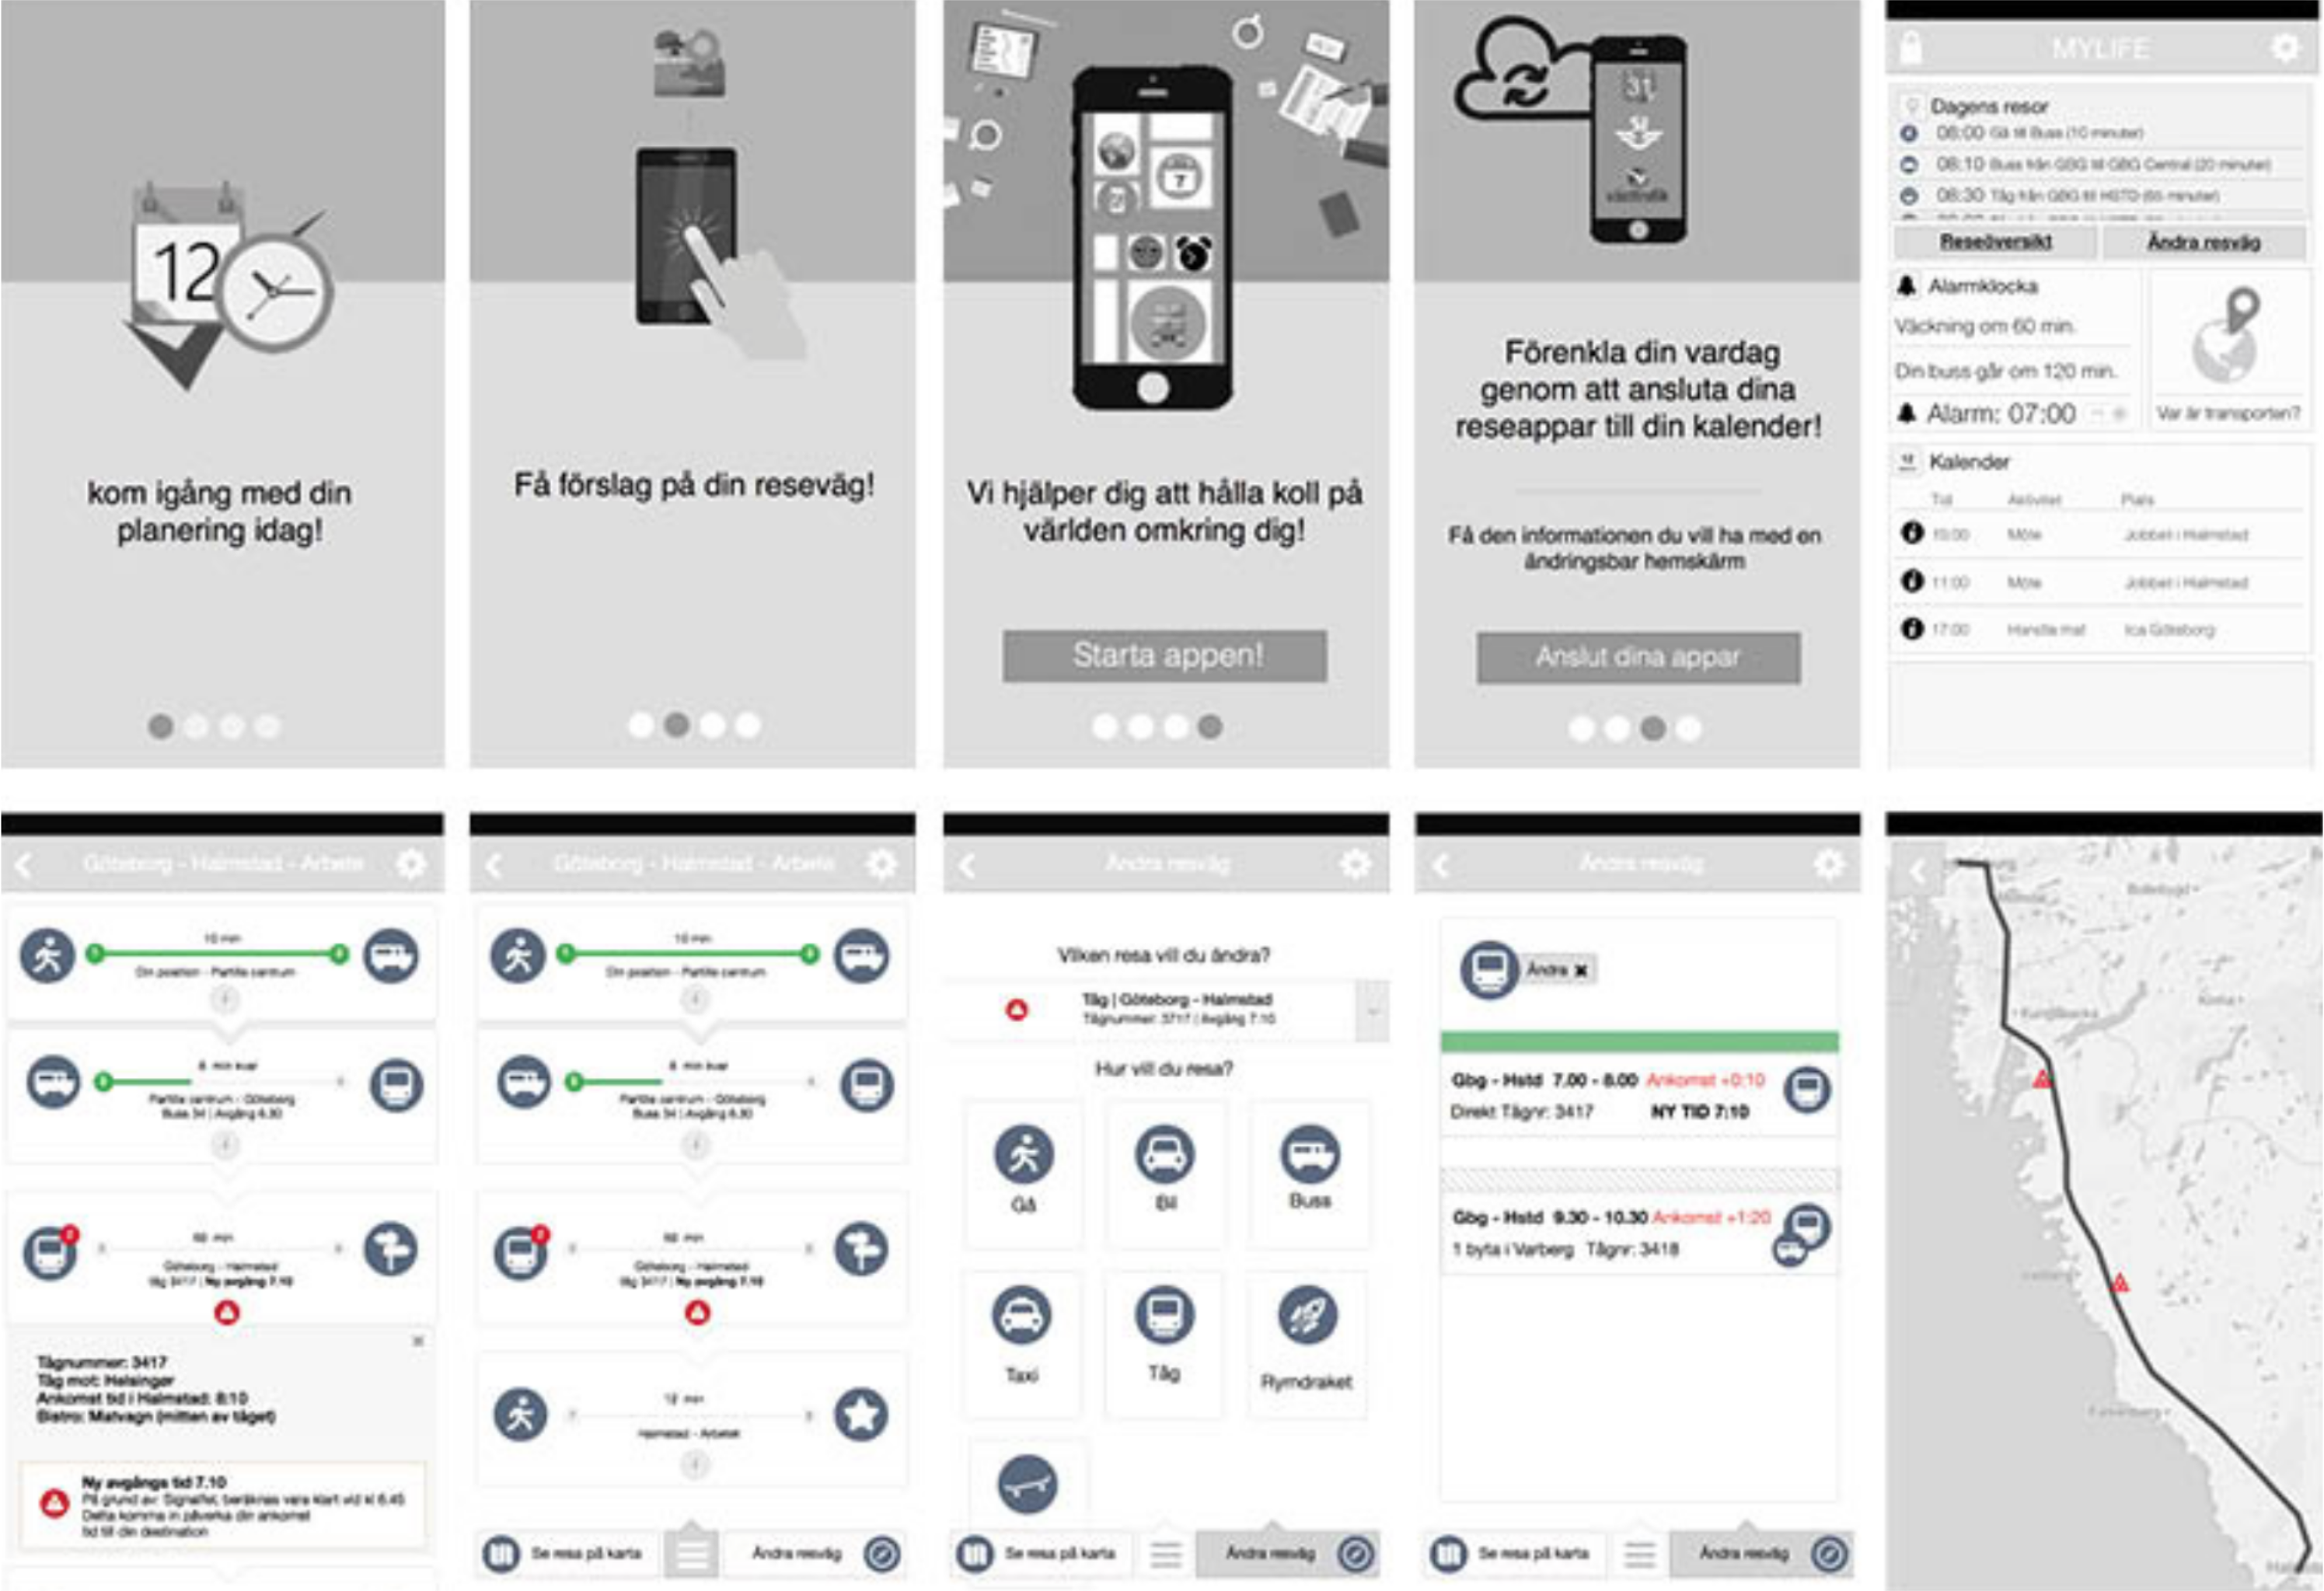 12
kom igång med din
planering idag!
Få förslag på din reseväg!
7
Vi hjälper dig att hålla koll på
världen omkring dig!
Starta appen!
31
SJ
västtrafik
Förenkla din vardag
genom att ansluta dina
reseappar till din kalender!
Få den informationen du vill ha med en
ändringsbar hemskärm
Anslut dina appar
MYLIFE
Dagens resor
08:00 Gå till Buss (10 minuter)
08:10 Buss från GBG till GBG Central (20 minuter)
08:30 Tåg från GBG till HSTD (65 minuter)
Reseöversikt Ändra resväg
Alarmklocka
Väckning om 60 min.
Din buss går om 120 min.
Alarm: 07:00
Var är transporten?
12 Kalender
Tid Aktivitet Plats
10:00 Möte Jobbet i Halmstad
11:00 Möte Jobbet i Halmstad
17:00 Handla mat Ica Göteborg
Göteborg - Halmstad - Arbete
10 min
Din position - Partille centrum
8 min kvar
Partille centrum - Göteborg
Buss 34 | Avgång 6.30
2
min
Göteborg - Halmstad
tåg 3417 | Ny avgång 7.10
Tågnummer: 3417
Tåg mot: Helsingør
Ankomst tid i Halmstad: 8:10
Bistro: Matvagn (mitten av tåget)
Ny avgångs tid 7.10
På grund av: Signalfel, beräknas vara klart vid kl 6.45
Detta komma in påverka din ankomst
tid till din destination
Göteborg - Halmstad - Arbete
10 min
Din position - Partille centrum
8 min kvar
Partille centrum - Göteborg
Buss 34 | Avgång 6.30
2
min
Göteborg - Halmstad
tåg 3417 | Ny avgång 7.10
min
Halmstad - Arbetet
Se resa på karta Ändra resväg
Ändra resväg
Vilken resa vill du ändra?
Tåg | Göteborg - Halmstad
Tågnummer: 3717 | Avgång 7.10
Hur vill du resa?
Gå Bil Buss
Taxi Tåg Rymdraket
Se resa på karta Ändra resväg
Ändra resväg
Ändra ×
Gbg - Hstd 7.00 - 8.00 Ankomst +0:10
Direkt Tågnr: 3417 NY TID 7:10
Gbg - Hstd 9.30 - 10.30 Ankomst +1:20
1 byta i Varberg Tågnr: 3418
Se resa på karta Ändra resväg
Bollebygd
Kungsbacka
Kinna
Falkenberg